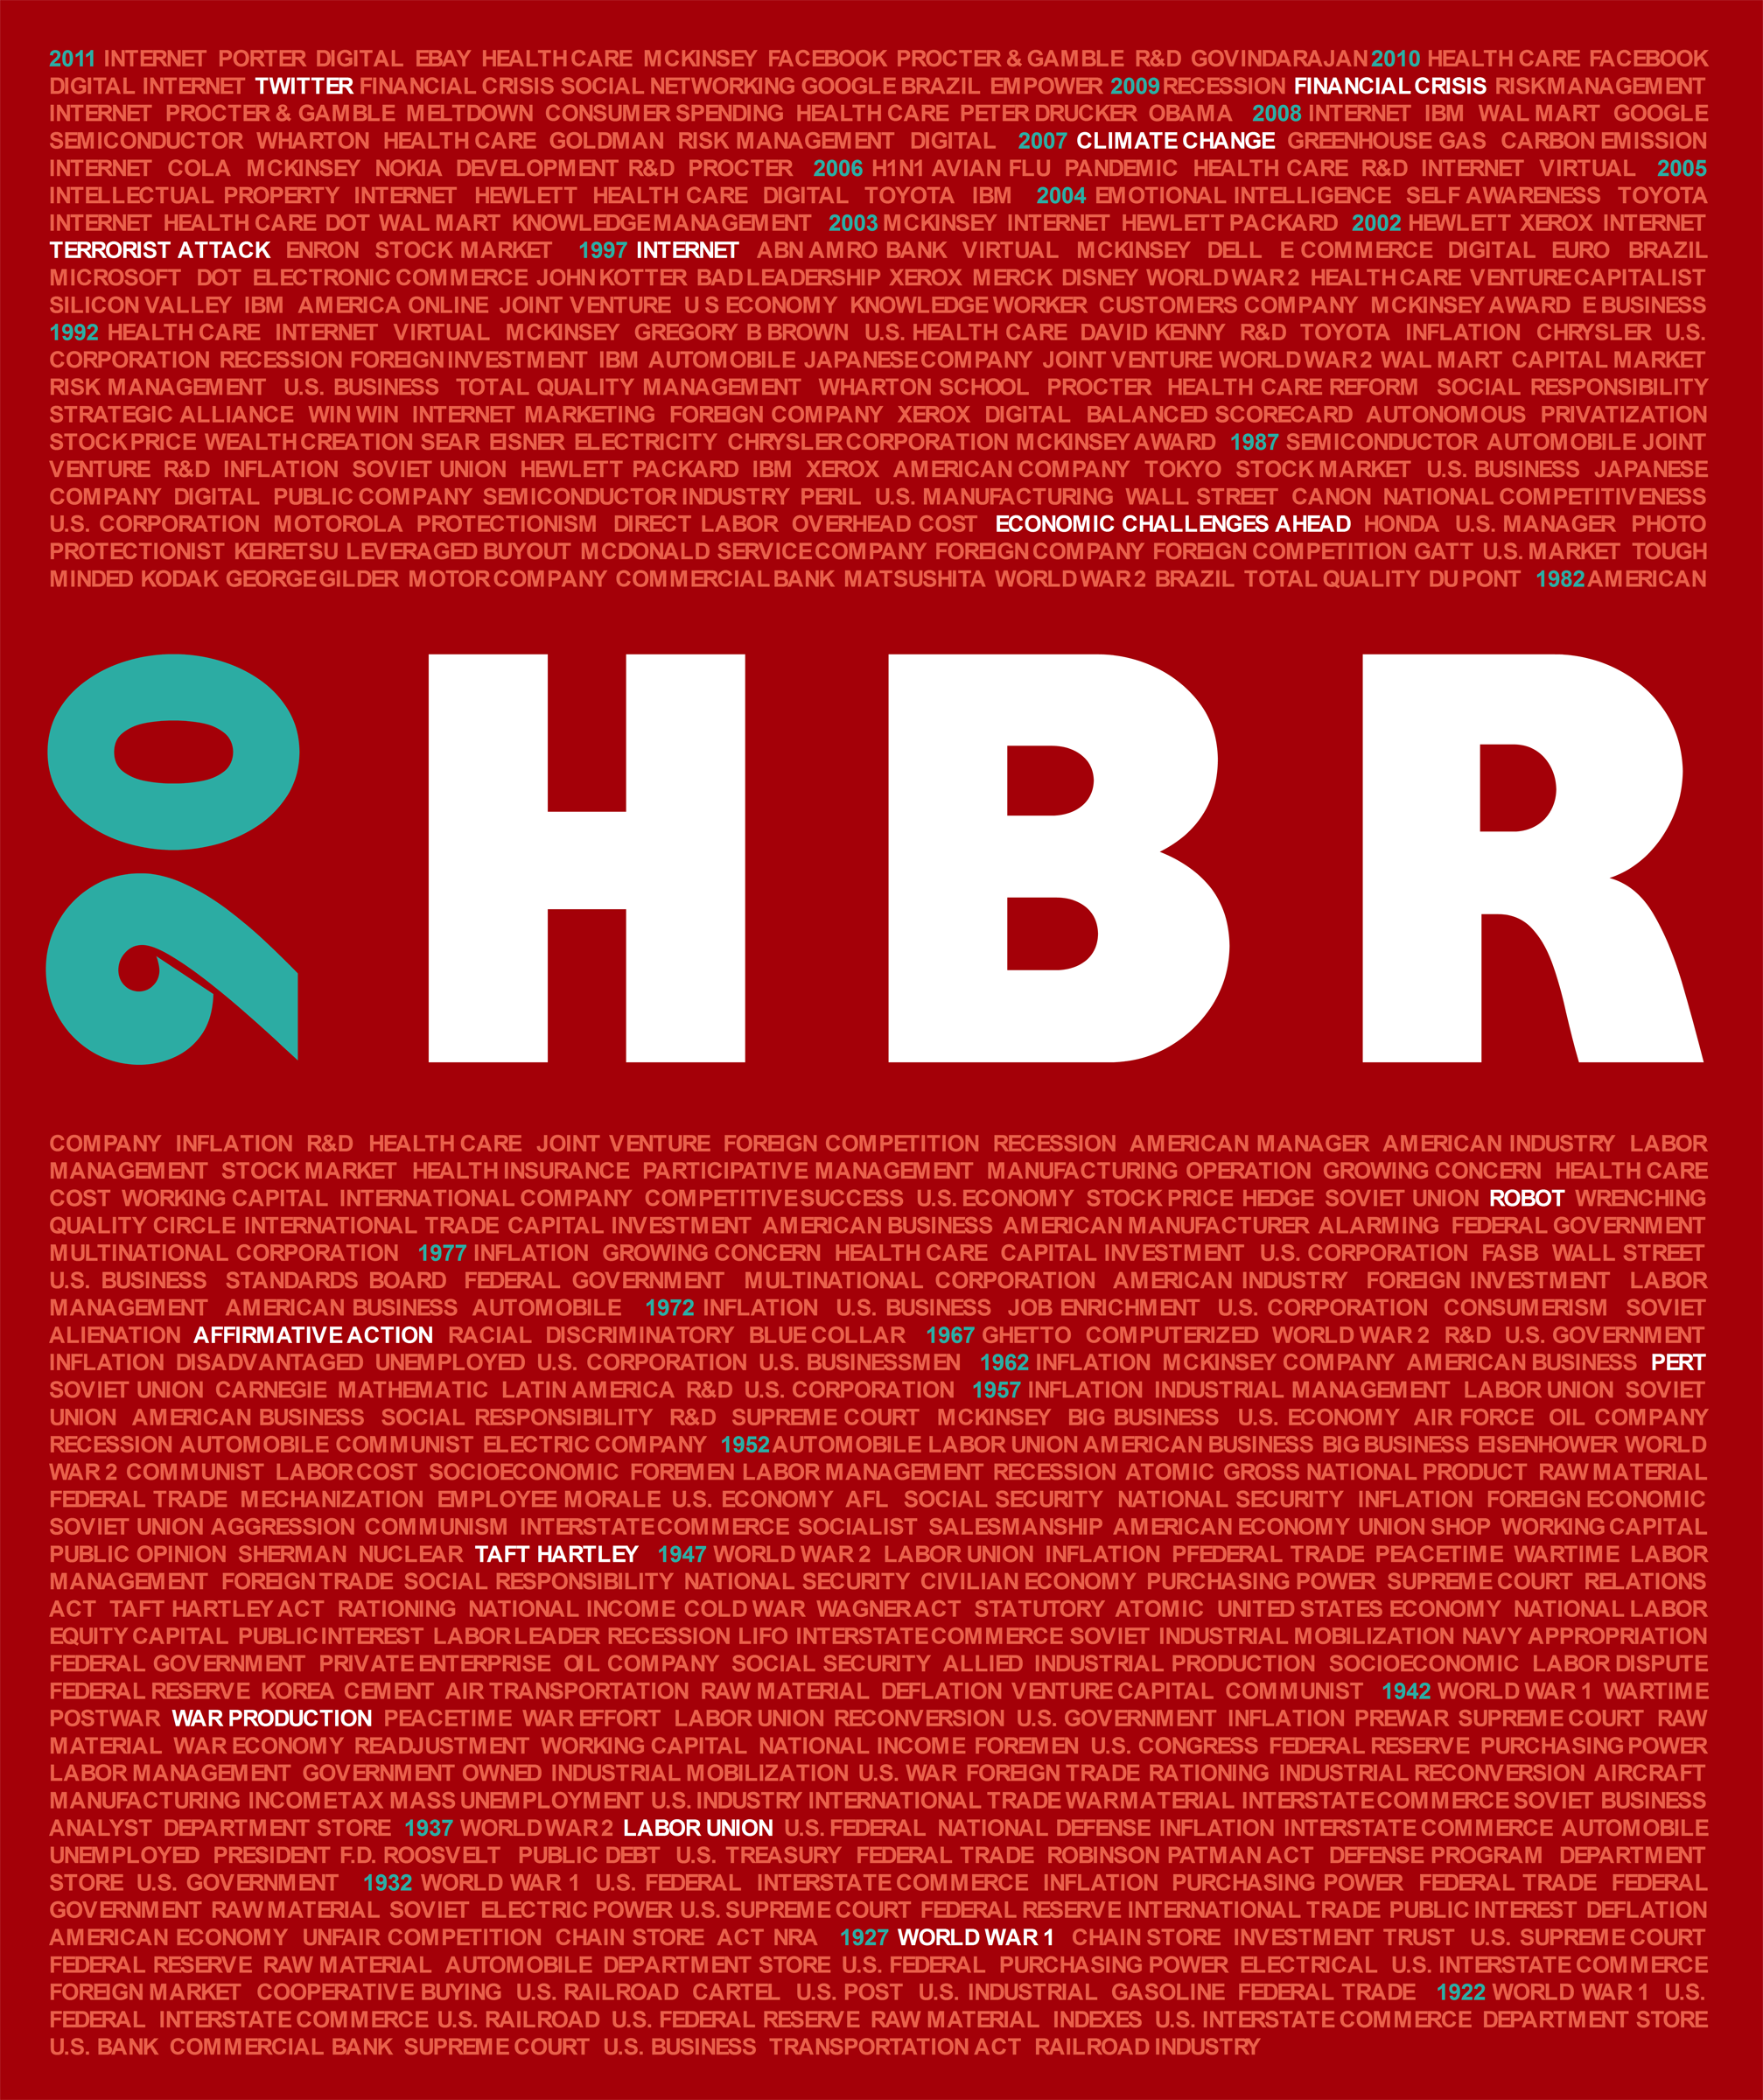 2011 INTERNET PORTER DIGITAL EBAY HEALTHCARE MCKINSEY FACEBOOK PROCTER & GAMBLE R&D GOVINDARAJAN 2010 HEALTH CARE FACEBOOK
DIGITAL INTERNET TWITTER FINANCIAL CRISIS SOCIAL NETWORKING GOOGLE BRAZIL EMPOWER 2009 RECESSION FINANCIAL CRISIS RISK MANAGEMENT
INTERNET PROCTER & GAMBLE MELTDOWN CONSUMER SPENDING HEALTH CARE PETER DRUCKER OBAMA 2008 INTERNET IBM WAL MART GOOGLE
SEMICONDUCTOR WHARTON HEALTH CARE GOLDMAN RISK MANAGEMENT DIGITAL 2007 CLIMATE CHANGE GREENHOUSE GAS CARBON EMISSION
INTERNET COLA MCKINSEY NOKIA DEVELOPMENT R&D PROCTER 2006 H1N1 AVIAN FLU PANDEMIC HEALTH CARE R&D INTERNET VIRTUAL 2005
INTELLECTUAL PROPERTY INTERNET HEWLETT HEALTH CARE DIGITAL TOYOTA IBM 2004 EMOTIONAL INTELLIGENCE SELF AWARENESS TOYOTA
INTERNET HEALTH CARE DOT WAL MART KNOWLEDGE MANAGEMENT 2003 MCKINSEY INTERNET HEWLETT PACKARD 2002 HEWLETT XEROX INTERNET
TERRORIST ATTACK ENRON STOCK MARKET 1997 INTERNET ABN AMRO BANK VIRTUAL MCKINSEY DELL E COMMERCE DIGITAL EURO BRAZIL
MICROSOFT DOT ELECTRONIC COMMERCE JOHN KOTTER BAD LEADERSHIP XEROX MERCK DISNEY WORLD WAR 2 HEALTH CARE VENTURE CAPITALIST
SILICON VALLEY IBM AMERICA ONLINE JOINT VENTURE U S ECONOMY KNOWLEDGE WORKER CUSTOMERS COMPANY MCKINSEY AWARD E BUSINESS
1992 HEALTH CARE INTERNET VIRTUAL MCKINSEY GREGORY B BROWN U.S. HEALTH CARE DAVID KENNY R&D TOYOTA INFLATION CHRYSLER U.S.
CORPORATION RECESSION FOREIGN INVESTMENT IBM AUTOMOBILE JAPANESE COMPANY JOINT VENTURE WORLD WAR 2 WAL MART CAPITAL MARKET
RISK MANAGEMENT U.S. BUSINESS TOTAL QUALITY MANAGEMENT WHARTON SCHOOL PROCTER HEALTH CARE REFORM SOCIAL RESPONSIBILITY
STRATEGIC ALLIANCE WIN WIN INTERNET MARKETING FOREIGN COMPANY XEROX DIGITAL BALANCED SCORECARD AUTONOMOUS PRIVATIZATION
STOCK PRICE WEALTH CREATION SEAR EISNER ELECTRICITY CHRYSLER CORPORATION MCKINSEY AWARD 1987 SEMICONDUCTOR AUTOMOBILE JOINT
VENTURE R&D INFLATION SOVIET UNION HEWLETT PACKARD IBM XEROX AMERICAN COMPANY TOKYO STOCK MARKET U.S. BUSINESS JAPANESE
COMPANY DIGITAL PUBLIC COMPANY SEMICONDUCTOR INDUSTRY PERIL U.S. MANUFACTURING WALL STREET CANON NATIONAL COMPETITIVENESS
U.S. CORPORATION MOTOROLA PROTECTIONISM DIRECT LABOR OVERHEAD COST ECONOMIC CHALLENGES AHEAD HONDA U.S. MANAGER PHOTO
PROTECTIONIST KEIRETSU LEVERAGED BUYOUT MCDONALD SERVICE COMPANY FOREIGN COMPANY FOREIGN COMPETITION GATT U.S. MARKET TOUGH
MINDED KODAK GEORGE GILDER MOTOR COMPANY COMMERCIAL BANK MATSUSHITA WORLD WAR 2 BRAZIL TOTAL QUALITY DU PONT 1982 AMERICAN
90 HBR
COMPANY INFLATION R&D HEALTH CARE JOINT VENTURE FOREIGN COMPETITION RECESSION AMERICAN MANAGER AMERICAN INDUSTRY LABOR
MANAGEMENT STOCK MARKET HEALTH INSURANCE PARTICIPATIVE MANAGEMENT MANUFACTURING OPERATION GROWING CONCERN HEALTH CARE
COST WORKING CAPITAL INTERNATIONAL COMPANY COMPETITIVE SUCCESS U.S. ECONOMY STOCK PRICE HEDGE SOVIET UNION ROBOT WRENCHING
QUALITY CIRCLE INTERNATIONAL TRADE CAPITAL INVESTMENT AMERICAN BUSINESS AMERICAN MANUFACTURER ALARMING FEDERAL GOVERNMENT
MULTINATIONAL CORPORATION 1977 INFLATION GROWING CONCERN HEALTH CARE CAPITAL INVESTMENT U.S. CORPORATION FASB WALL STREET
U.S. BUSINESS STANDARDS BOARD FEDERAL GOVERNMENT MULTINATIONAL CORPORATION AMERICAN INDUSTRY FOREIGN INVESTMENT LABOR
MANAGEMENT AMERICAN BUSINESS AUTOMOBILE 1972 INFLATION U.S. BUSINESS JOB ENRICHMENT U.S. CORPORATION CONSUMERISM SOVIET
ALIENATION AFFIRMATIVE ACTION RACIAL DISCRIMINATORY BLUE COLLAR 1967 GHETTO COMPUTERIZED WORLD WAR 2 R&D U.S. GOVERNMENT
INFLATION DISADVANTAGED UNEMPLOYED U.S. CORPORATION U.S. BUSINESSMEN 1962 INFLATION MCKINSEY COMPANY AMERICAN BUSINESS PERT
SOVIET UNION CARNEGIE MATHEMATIC LATIN AMERICA R&D U.S. CORPORATION 1957 INFLATION INDUSTRIAL MANAGEMENT LABOR UNION SOVIET
UNION AMERICAN BUSINESS SOCIAL RESPONSIBILITY R&D SUPREME COURT MCKINSEY BIG BUSINESS U.S. ECONOMY AIR FORCE OIL COMPANY
RECESSION AUTOMOBILE COMMUNIST ELECTRIC COMPANY 1952 AUTOMOBILE LABOR UNION AMERICAN BUSINESS BIG BUSINESS EISENHOWER WORLD
WAR 2 COMMUNIST LABOR COST SOCIOECONOMIC FOREMEN LABOR MANAGEMENT RECESSION ATOMIC GROSS NATIONAL PRODUCT RAW MATERIAL
FEDERAL TRADE MECHANIZATION EMPLOYEE MORALE U.S. ECONOMY AFL SOCIAL SECURITY NATIONAL SECURITY INFLATION FOREIGN ECONOMIC
SOVIET UNION AGGRESSION COMMUNISM INTERSTATE COMMERCE SOCIALIST SALESMANSHIP AMERICAN ECONOMY UNION SHOP WORKING CAPITAL
PUBLIC OPINION SHERMAN NUCLEAR TAFT HARTLEY 1947 WORLD WAR 2 LABOR UNION INFLATION PFEDERAL TRADE PEACETIME WARTIME LABOR
MANAGEMENT FOREIGN TRADE SOCIAL RESPONSIBILITY NATIONAL SECURITY CIVILIAN ECONOMY PURCHASING POWER SUPREME COURT RELATIONS
ACT TAFT HARTLEY ACT RATIONING NATIONAL INCOME COLD WAR WAGNER ACT STATUTORY ATOMIC UNITED STATES ECONOMY NATIONAL LABOR
EQUITY CAPITAL PUBLIC INTEREST LABOR LEADER RECESSION LIFO INTERSTATE COMMERCE SOVIET INDUSTRIAL MOBILIZATION NAVY APPROPRIATION
FEDERAL GOVERNMENT PRIVATE ENTERPRISE OIL COMPANY SOCIAL SECURITY ALLIED INDUSTRIAL PRODUCTION SOCIOECONOMIC LABOR DISPUTE
FEDERAL RESERVE KOREA CEMENT AIR TRANSPORTATION RAW MATERIAL DEFLATION VENTURE CAPITAL COMMUNIST 1942 WORLD WAR 1 WARTIME
POSTWAR WAR PRODUCTION PEACETIME WAR EFFORT LABOR UNION RECONVERSION U.S. GOVERNMENT INFLATION PREWAR SUPREME COURT RAW
MATERIAL WAR ECONOMY READJUSTMENT WORKING CAPITAL NATIONAL INCOME FOREMEN U.S. CONGRESS FEDERAL RESERVE PURCHASING POWER
LABOR MANAGEMENT GOVERNMENT OWNED INDUSTRIAL MOBILIZATION U.S. WAR FOREIGN TRADE RATIONING INDUSTRIAL RECONVERSION AIRCRAFT
MANUFACTURING INCOME TAX MASS UNEMPLOYMENT U.S. INDUSTRY INTERNATIONAL TRADE WAR MATERIAL INTERSTATE COMMERCE SOVIET BUSINESS
ANALYST DEPARTMENT STORE 1937 WORLD WAR 2 LABOR UNION U.S. FEDERAL NATIONAL DEFENSE INFLATION INTERSTATE COMMERCE AUTOMOBILE
UNEMPLOYED PRESIDENT F.D. ROOSVELT PUBLIC DEBT U.S. TREASURY FEDERAL TRADE ROBINSON PATMAN ACT DEFENSE PROGRAM DEPARTMENT
STORE U.S. GOVERNMENT 1932 WORLD WAR 1 U.S. FEDERAL INTERSTATE COMMERCE INFLATION PURCHASING POWER FEDERAL TRADE FEDERAL
GOVERNMENT RAW MATERIAL SOVIET ELECTRIC POWER U.S. SUPREME COURT FEDERAL RESERVE INTERNATIONAL TRADE PUBLIC INTEREST DEFLATION
AMERICAN ECONOMY UNFAIR COMPETITION CHAIN STORE ACT NRA 1927 WORLD WAR 1 CHAIN STORE INVESTMENT TRUST U.S. SUPREME COURT
FEDERAL RESERVE RAW MATERIAL AUTOMOBILE DEPARTMENT STORE U.S. FEDERAL PURCHASING POWER ELECTRICAL U.S. INTERSTATE COMMERCE
FOREIGN MARKET COOPERATIVE BUYING U.S. RAILROAD CARTEL U.S. POST U.S. INDUSTRIAL GASOLINE FEDERAL TRADE 1922 WORLD WAR 1 U.S.
FEDERAL INTERSTATE COMMERCE U.S. RAILROAD U.S. FEDERAL RESERVE RAW MATERIAL INDEXES U.S. INTERSTATE COMMERCE DEPARTMENT STORE
U.S. BANK COMMERCIAL BANK SUPREME COURT U.S. BUSINESS TRANSPORTATION ACT RAILROAD INDUSTRY